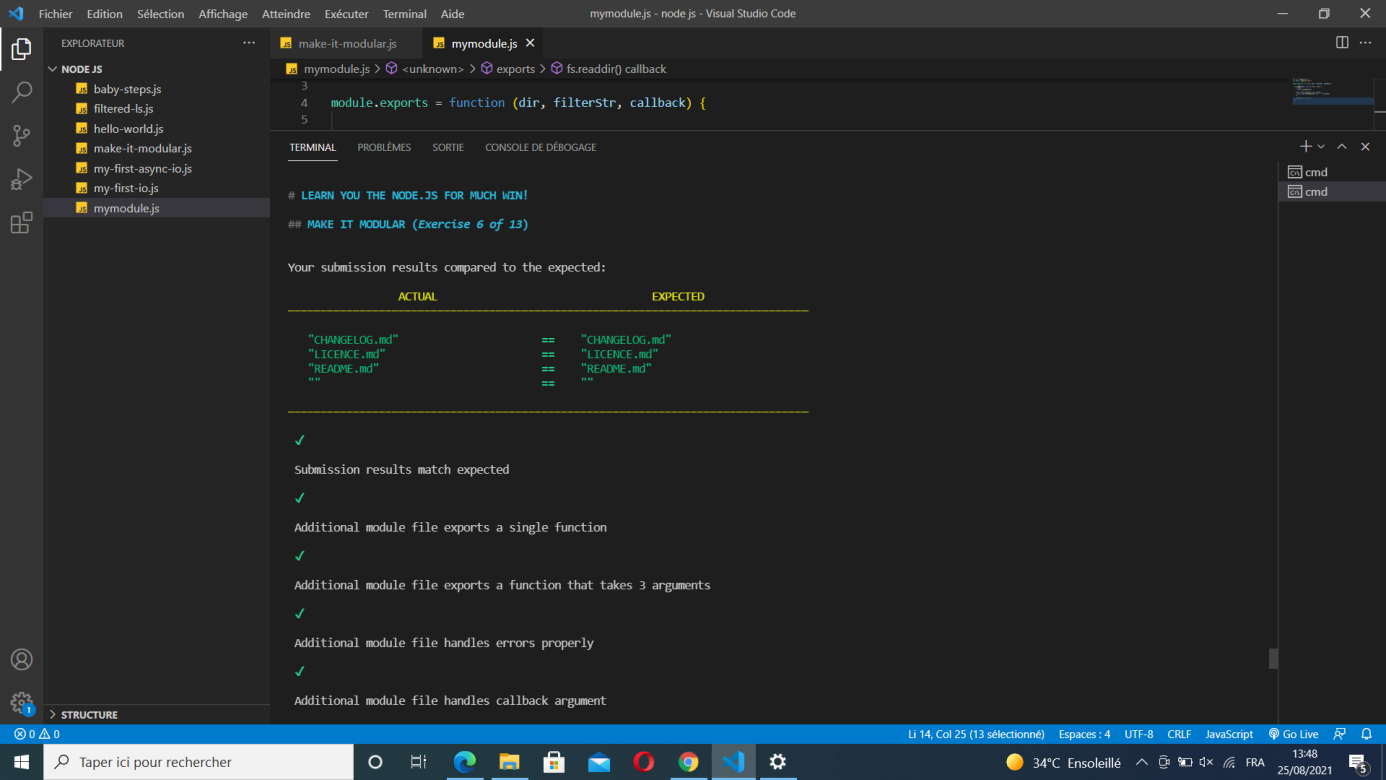 Fichier Edition Sélection Affichage Atteindre Exécuter Terminal Aide
mymodule.js - node js - Visual Studio Code
EXPLORATEUR
NODE JS
baby-steps.js
filtered-ls.js
hello-world.js
make-it-modular.js
my-first-async-io.js
my-first-io.js
mymodule.js
STRUCTURE
make-it-modular.js mymodule.js
mymodule.js > <unknown> > exports > fs.readdir() callback
3
4 module.exports = function (dir, filterStr, callback) {
5
TERMINAL PROBLÈMES SORTIE CONSOLE DE DÉBOGAGE
cmd
cmd
# LEARN YOU THE NODE.JS FOR MUCH WIN!
## MAKE IT MODULAR (Exercise 6 of 13)
Your submission results compared to the expected:
ACTUAL EXPECTED
"CHANGELOG.md" == "CHANGELOG.md"
"LICENCE.md" == "LICENCE.md"
"README.md" == "README.md"
"" == ""
✓
Submission results match expected
✓
Additional module file exports a single function
✓
Additional module file exports a function that takes 3 arguments
✓
Additional module file handles errors properly
✓
Additional module file handles callback argument
0 0 Li 14, Col 25 (13 sélectionné) Espaces : 4 UTF-8 CRLF JavaScript Go Live
1
Taper ici pour rechercher
34°C Ensoleillé
FRA
13:48
25/08/2021
5